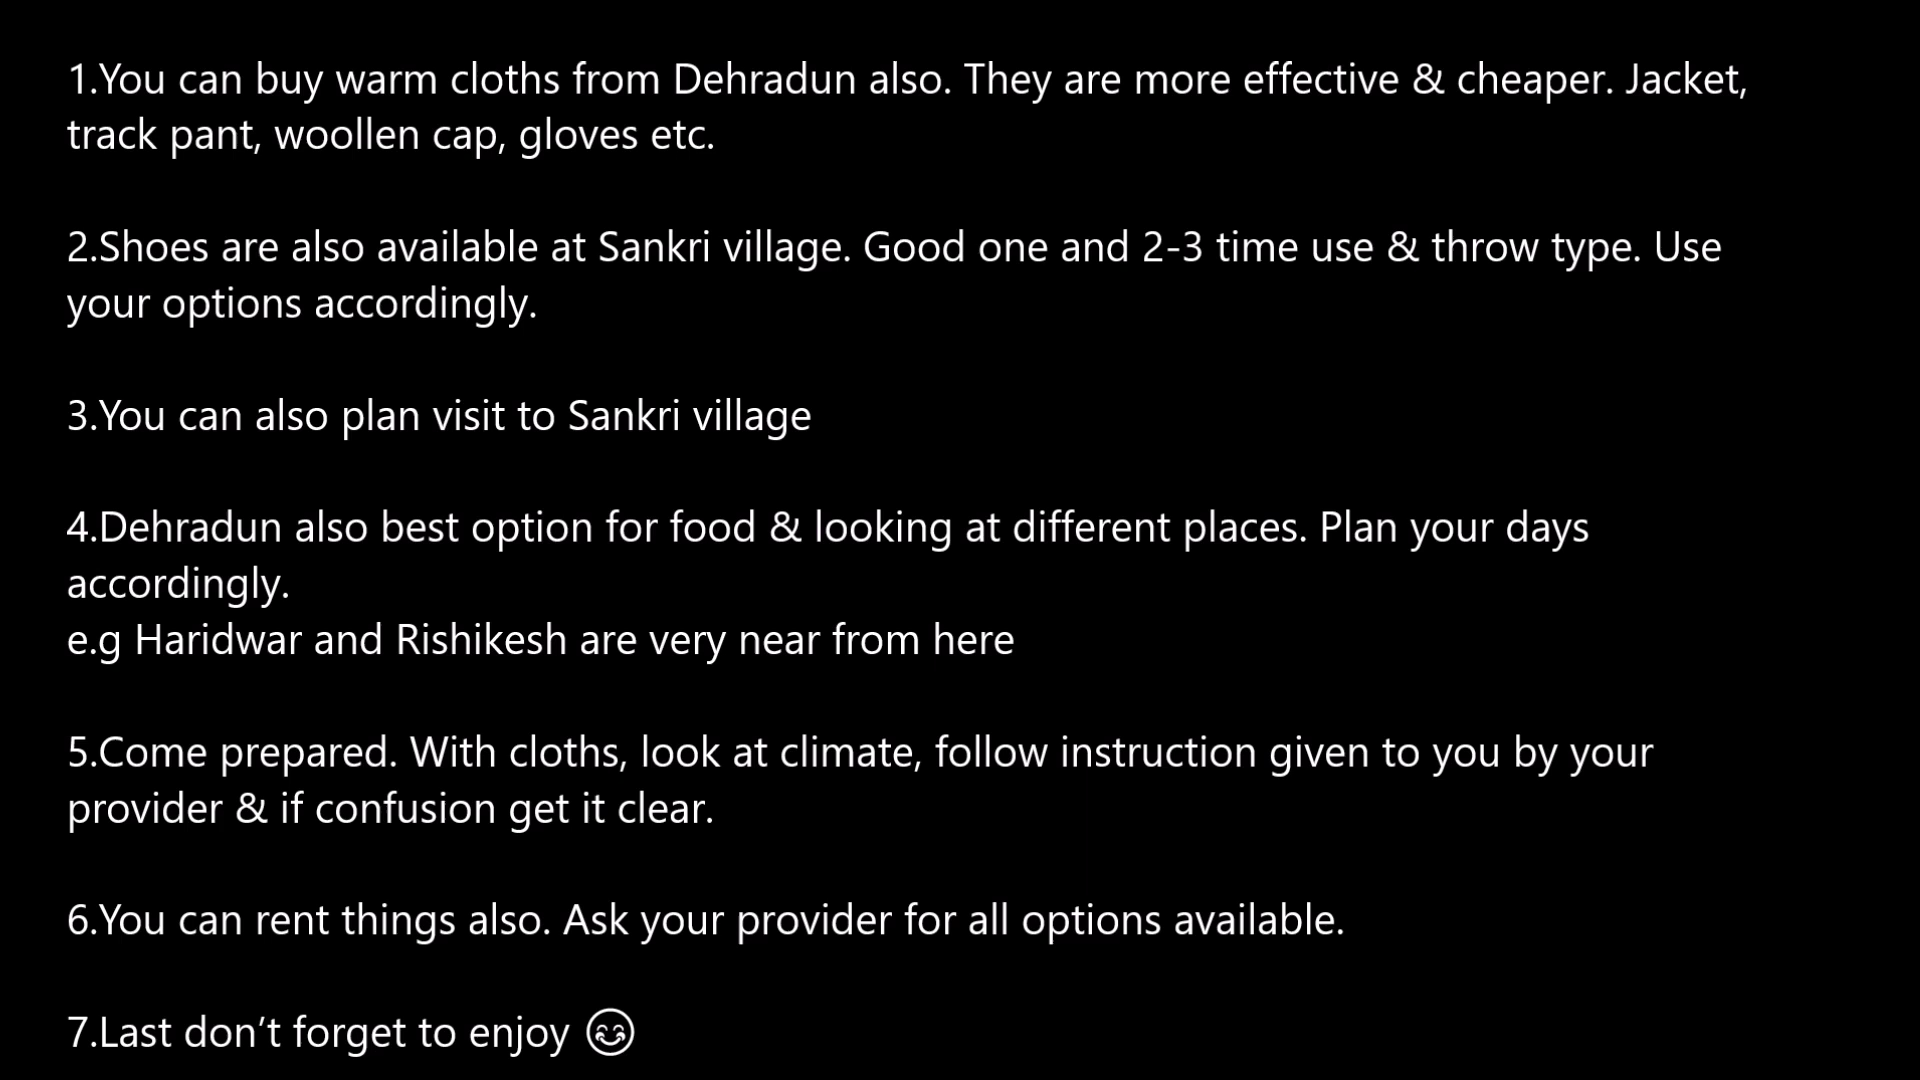 1.You can buy warm cloths from Dehradun also. They are more effective & cheaper. Jacket,
track pant, woollen cap, gloves etc.
2.Shoes are also available at Sankri village. Good one and 2-3 time use & throw type. Use
your options accordingly.
3.You can also plan visit to Sankri village
4.Dehradun also best option for food & looking at different places. Plan your days
accordingly.
e.g Haridwar and Rishikesh are very near from here
5.Come prepared. With cloths, look at climate, follow instruction given to you by your
provider & if confusion get it clear.
6.You can rent things also. Ask your provider for all options available.
7.Last don’t forget to enjoy 😊